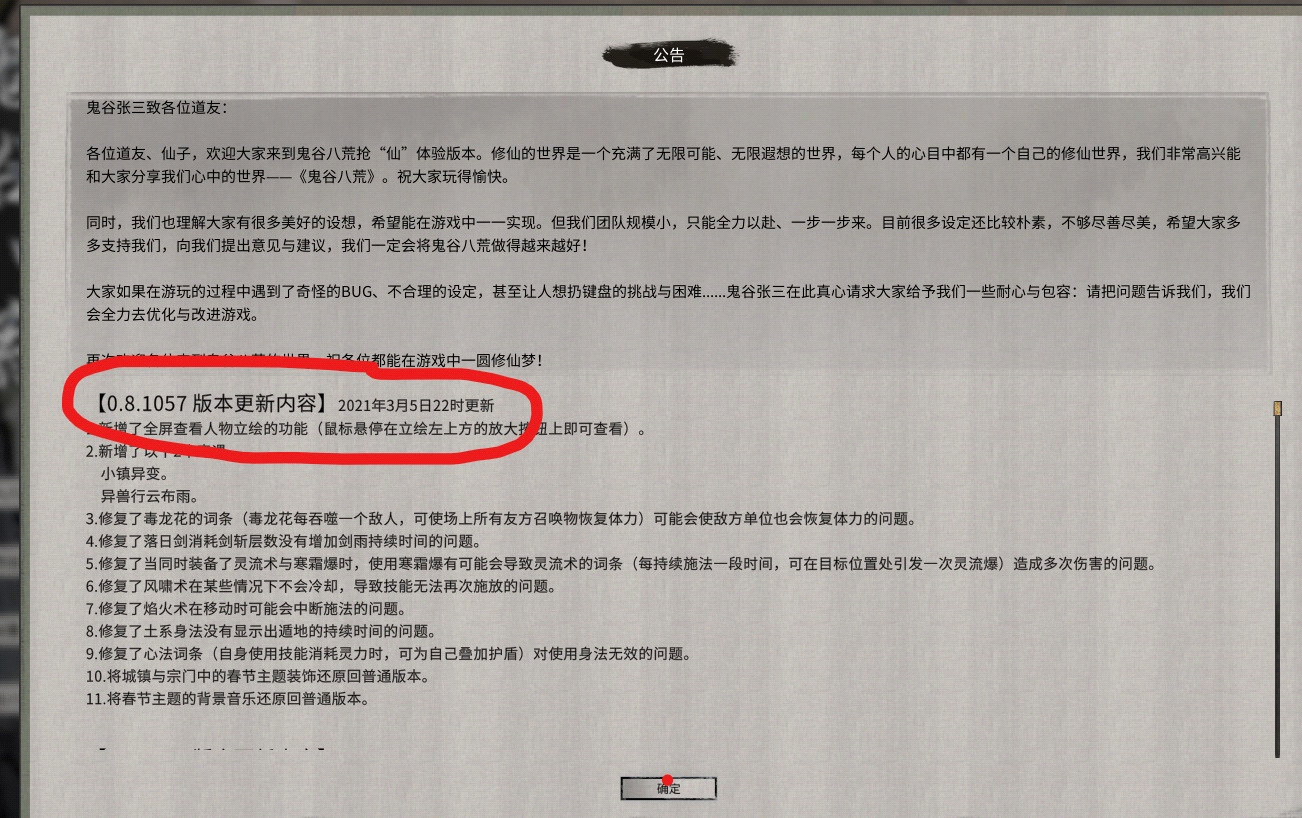 公告
鬼谷张三致各位道友：
各位道友、仙子，欢迎大家来到鬼谷八荒抢“仙”体验版本。修仙的世界是一个充满了无限可能、无限遐想的世界，每个人的心目中都有一个自己的修仙世界，我们非常高兴能
和大家分享我们心中的世界——《鬼谷八荒》。祝大家玩得愉快。
同时，我们也理解大家有很多美好的设想，希望能在游戏中一一实现。但我们团队规模小，只能全力以赴、一步一步来。目前很多设定还比较朴素，不够尽善尽美，希望大家多
多支持我们，向我们提出意见与建议，我们一定会将鬼谷八荒做得越来越好！
大家如果在游玩的过程中遇到了奇怪的BUG、不合理的设定，甚至让人想扔键盘的挑战与困难......鬼谷张三在此真心请求大家给予我们一些耐心与包容：请把问题告诉我们，我们
会全力去优化与改进游戏。
祝各位都能在游戏中一圆修仙梦！
【0.8.1057 版本更新内容】2021年3月5日22时更新
新增了全屏查看人物立绘的功能（鼠标悬停在立绘左上方的放大按钮上即可查看）。
2.新增了以下
小镇异变。
异兽行云布雨。
3.修复了毒龙花的词条（毒龙花每吞噬一个敌人，可使场上所有友方召唤物恢复体力）可能会使敌方单位也会恢复体力的问题。
4.修复了落日剑消耗剑斩层数没有增加剑雨持续时间的问题。
5.修复了当同时装备了灵流术与寒霜爆时，使用寒霜爆有可能会导致灵流术的词条（每持续施法一段时间，可在目标位置处引发一次灵流爆）造成多次伤害的问题。
6.修复了风啸术在某些情况下不会冷却，导致技能无法再次施放的问题。
7.修复了焰火术在移动时可能会中断施法的问题。
8.修复了土系身法没有显示出遁地的持续时间的问题。
9.修复了心法词条（自身使用技能消耗灵力时，可为自己叠加护盾）对使用身法无效的问题。
10.将城镇与宗门中的春节主题装饰还原回普通版本。
11.将春节主题的背景音乐还原回普通版本。
确定